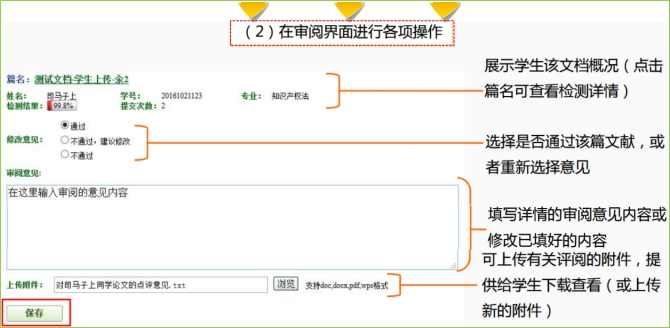 （2）在审阅界面进行各项操作
篇名：测试文档-学生上传-余2
姓名： 司马子上 学号： 20161021123 专业： 知识产权法
检测结果： 99.8% 提交次数：2
展示学生该文档概况（点击
篇名可查看检测详情）
修改意见：
通过
不通过，建议修改
不通过
选择是否通过该篇文献，或
者重新选择意见
审阅意见：
在这里输入审阅的意见内容
填写详情的审阅意见内容或
修改已填好的内容
上传附件： 对司马子上同学论文的点评意见.txt 浏览 支持doc,docx,pdf,wps格式
可上传有关评阅的附件，提
供给学生下载查看（或上传
新的附件）
保存